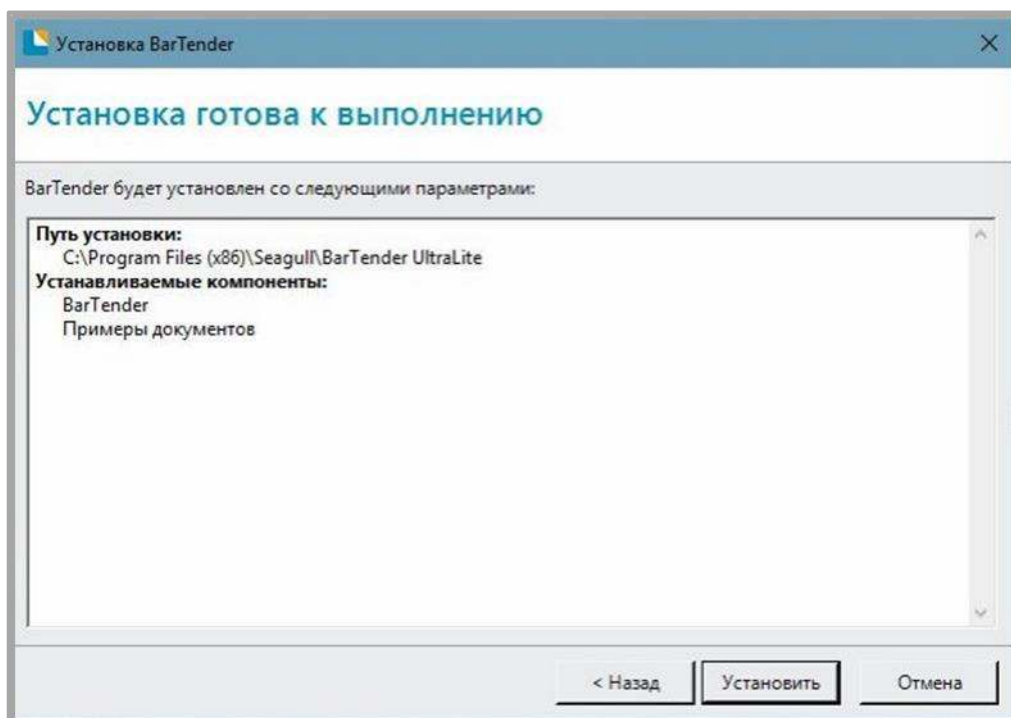 Установка BarTender
Установка готова к выполнению
BarTender будет установлен со следующими параметрами:
Путь установки:
C:\Program Files (x86)\Seagull\BarTender UltraLite
Устанавливаемые компоненты:
BarTender
Примеры документов
< Назад
Установить
Отмена